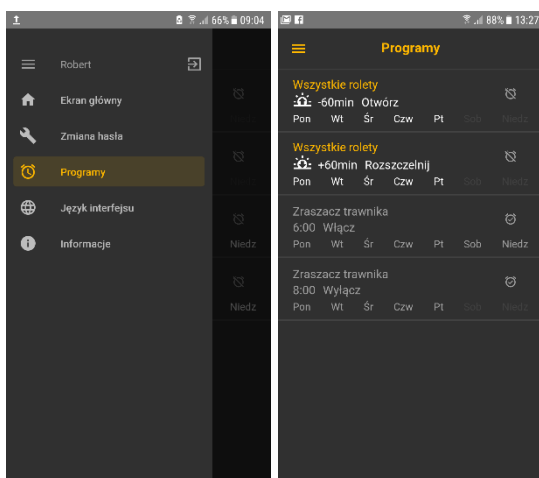 66% 09:04
Robert
Ekran główny
Zmiana hasła
Programy
Język interfejsu
Informacje
Niedz
Niedz
88% 13:27
Programy
Wszystkie rolety
-60min Otwórz
Pon Wt Śr Czw Pt Sob Niedz
Wszystkie rolety
+60min Rozszczelnij
Pon Wt Śr Czw Pt Sob Niedz
Zraszacz trawnika
6:00 Włącz
Pon Wt Śr Czw Pt Sob Niedz
Zraszacz trawnika
8:00 Wyłącz
Pon Wt Śr Czw Pt Sob Niedz